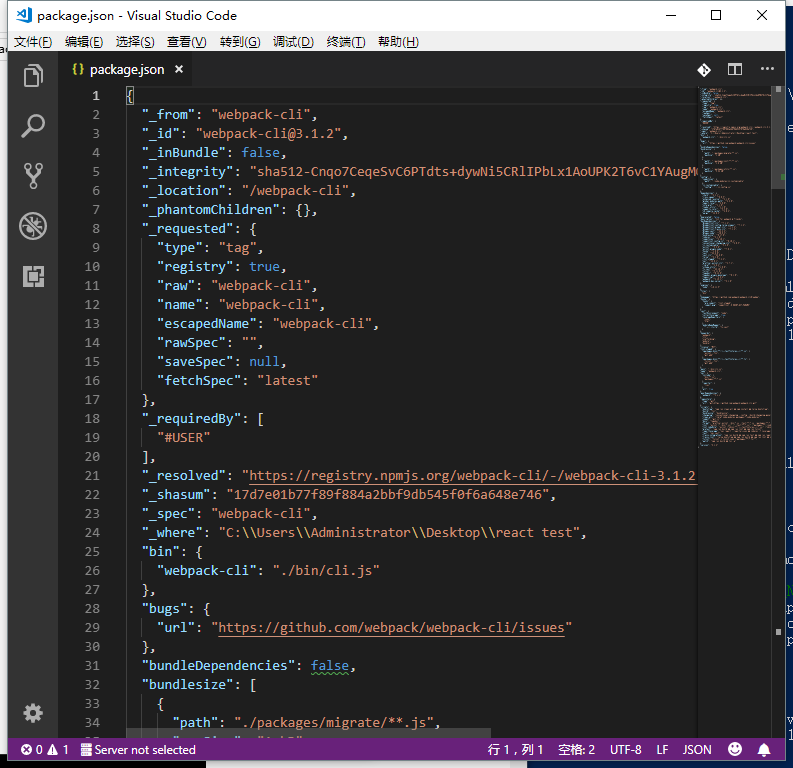 package.json - Visual Studio Code
文件(F) 编辑(E) 选择(S) 查看(V) 转到(G) 调试(D) 终端(T) 帮助(H)
{} package.json ×
1 {
2 "_from": "webpack-cli",
3 "_id": "webpack-cli@3.1.2",
4 "_inBundle": false,
5 "_integrity": "sha512-Cnqo7CeqeSvC6PTdts+dywNi5CRlIPbLx1AoUPK2T6vC1YAugMG
6 "_location": "/webpack-cli",
7 "_phantomChildren": {},
8 "_requested": {
9 "type": "tag",
10 "registry": true,
11 "raw": "webpack-cli",
12 "name": "webpack-cli",
13 "escapedName": "webpack-cli",
14 "rawSpec": "",
15 "saveSpec": null,
16 "fetchSpec": "latest"
17 },
18 "_requiredBy": [
19 "#USER"
20 ],
21 "_resolved": "https://registry.npmjs.org/webpack-cli/-/webpack-cli-3.1.2
22 "_shasum": "17d7e01b77f89f884a2bbf9db545f0f6a648e746",
23 "_spec": "webpack-cli",
24 "_where": "C:\\Users\\Administrator\\Desktop\\react test",
25 "bin": {
26 "webpack-cli": "./bin/cli.js"
27 },
28 "bugs": {
29 "url": "https://github.com/webpack/webpack-cli/issues"
30 },
31 "bundleDependencies": false,
32 "bundlesize": [
33 {
34 "path": "./packages/migrate/**.js",
0 1 Server not selected 行 1，列 1 空格: 2 UTF-8 LF JSON